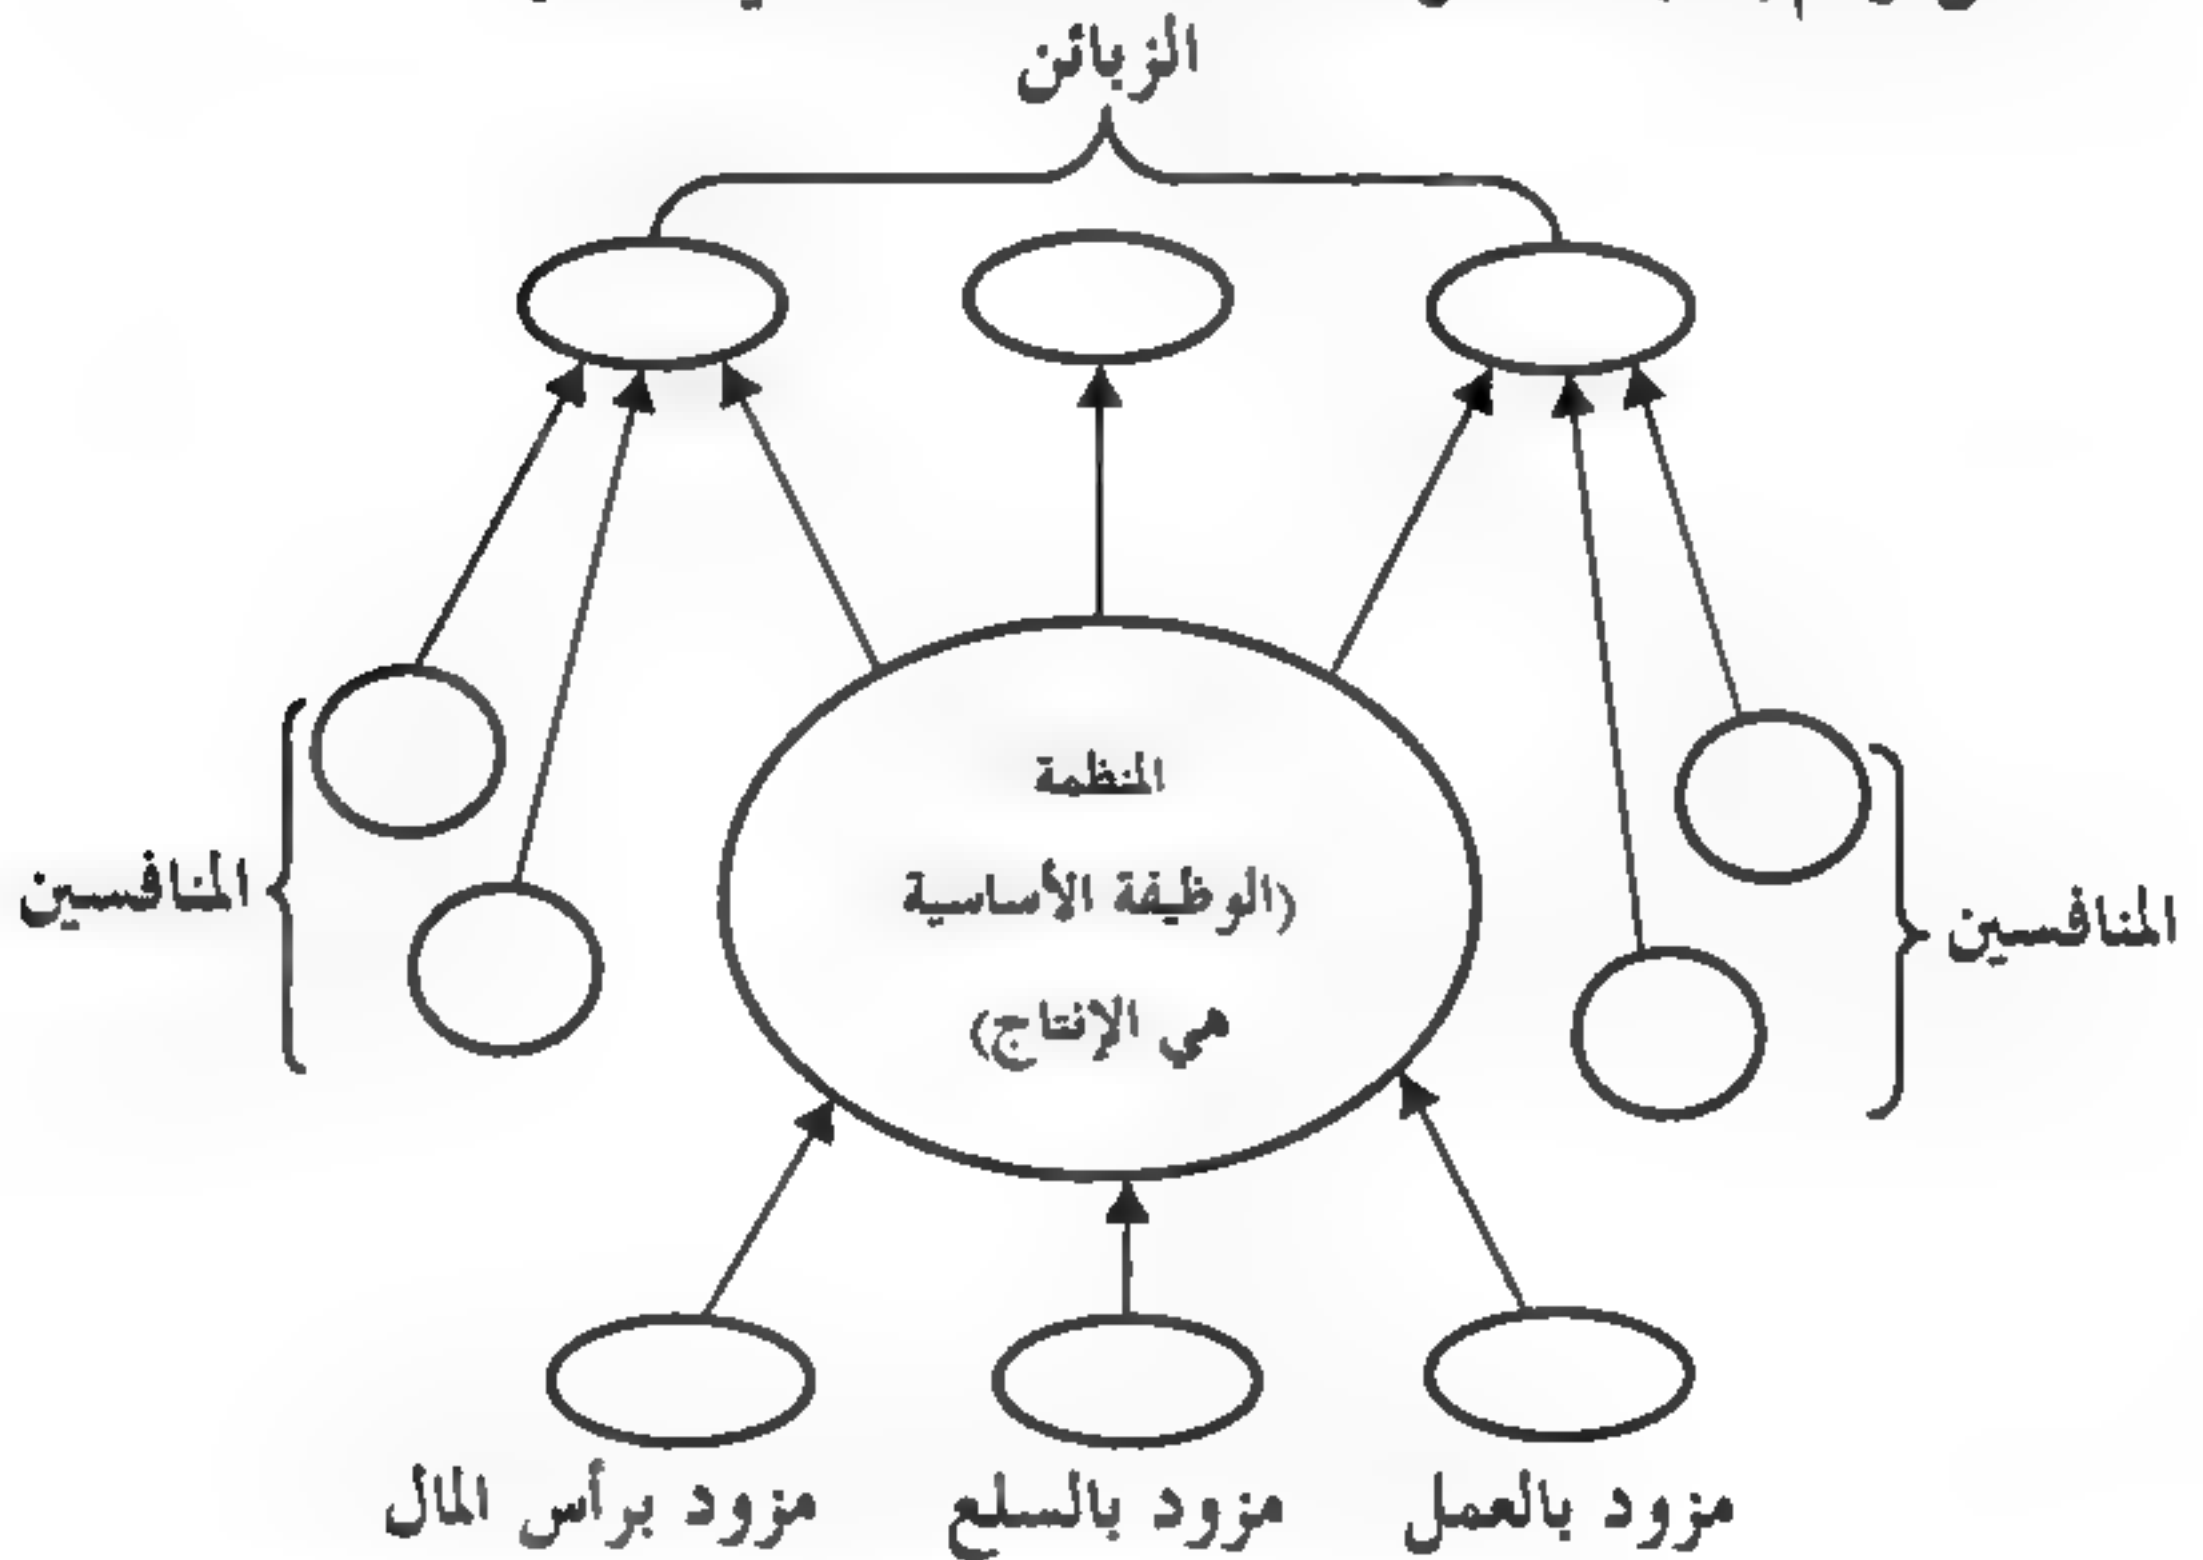 الزبائن
المنظمة
(الوظيفة الأساسية
هي الإنتاج)
المنافسين
المنافسين
مزود بالعمل
مزود بالسلع
مزود برأس المال